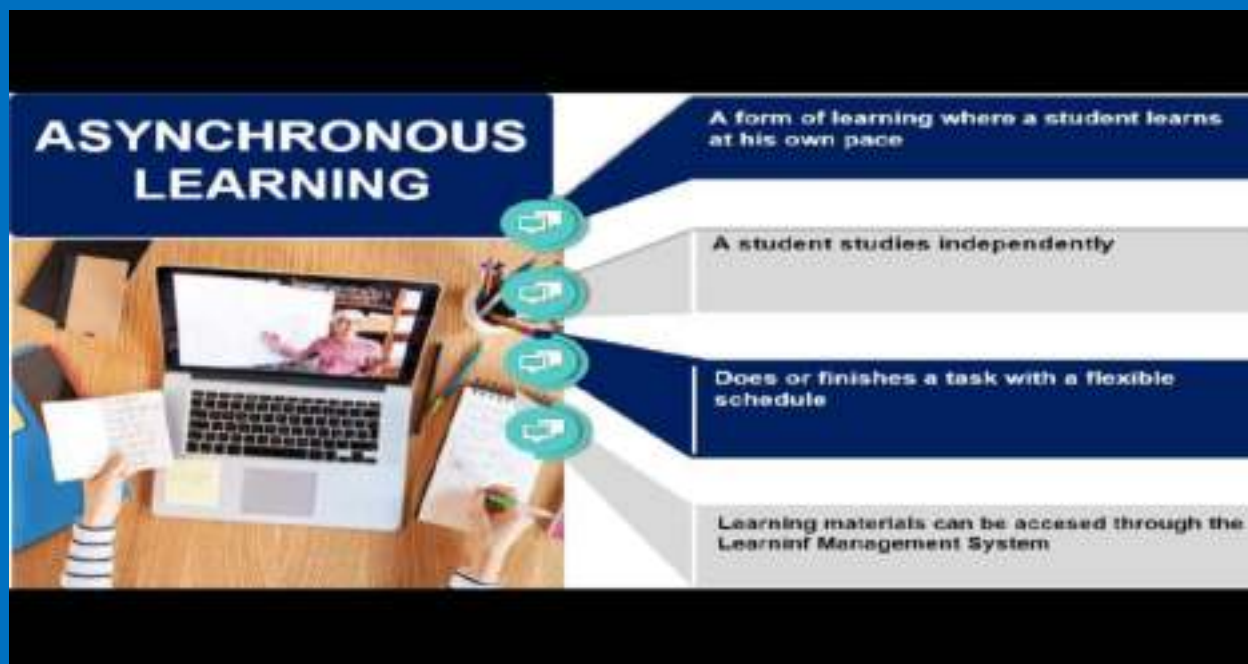 ASYNCHRONOUS
LEARNING
A form of learning where a student learns
at his own pace
A student studies independently
Does or finishes a task with a flexible
schedule
Learning materials can be accesed through the
Learninf Management System